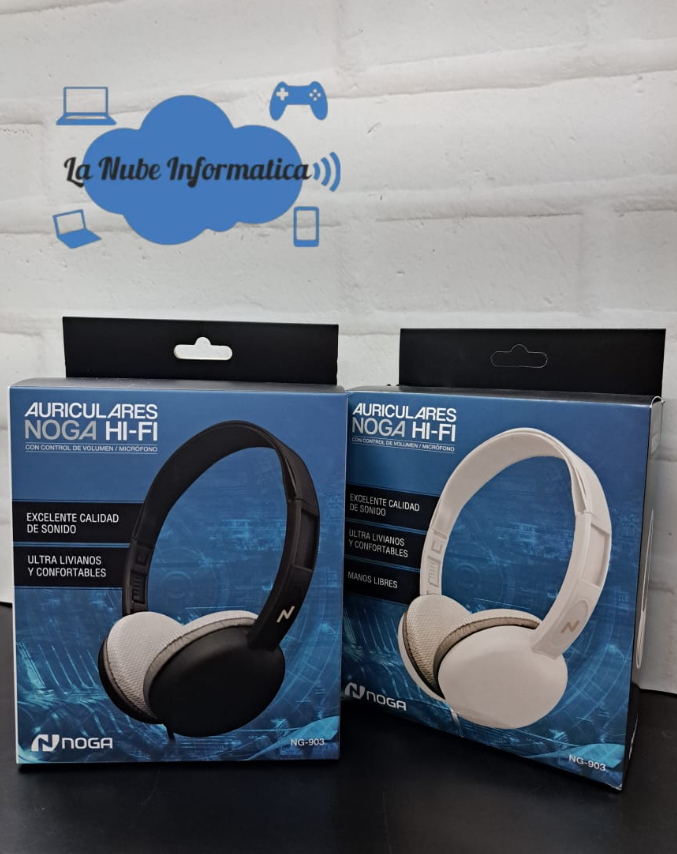 La Nube Informatica
AURICULARES
NOGA HI-FI
CON CONTROL DE VOLUMEN / MICRÓFONO
EXCELENTE CALIDAD
DE SONIDO
ULTRA LIVIANOS
Y CONFORTABLES
N
NOGA
NG-903
AURICULARES
NOGA HI-FI
CON CONTROL DE VOLUMEN / MICRÓFONO
EXCELENTE CALIDAD
DE SONIDO
ULTRA LIVIANOS
Y CONFORTABLES
MANOS LIBRES
N
NOGA
NG-903